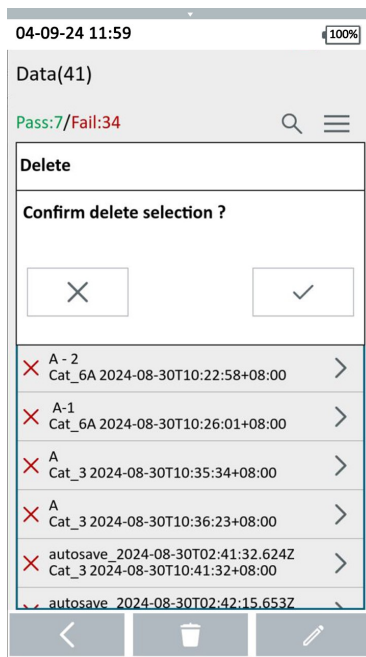 04-09-24 11:59
100%
Data(41)
Pass:7/Fail:34
Delete
Confirm delete selection ?
A - 2
Cat_6A 2024-08-30T10:22:58+08:00
A-1
Cat_6A 2024-08-30T10:26:01+08:00
A
Cat_3 2024-08-30T10:35:34+08:00
A
Cat_3 2024-08-30T10:36:23+08:00
autosave_2024-08-30T02:41:32.624Z
Cat_3 2024-08-30T10:41:32+08:00
autosave_2024-08-30T02:42:15.653Z